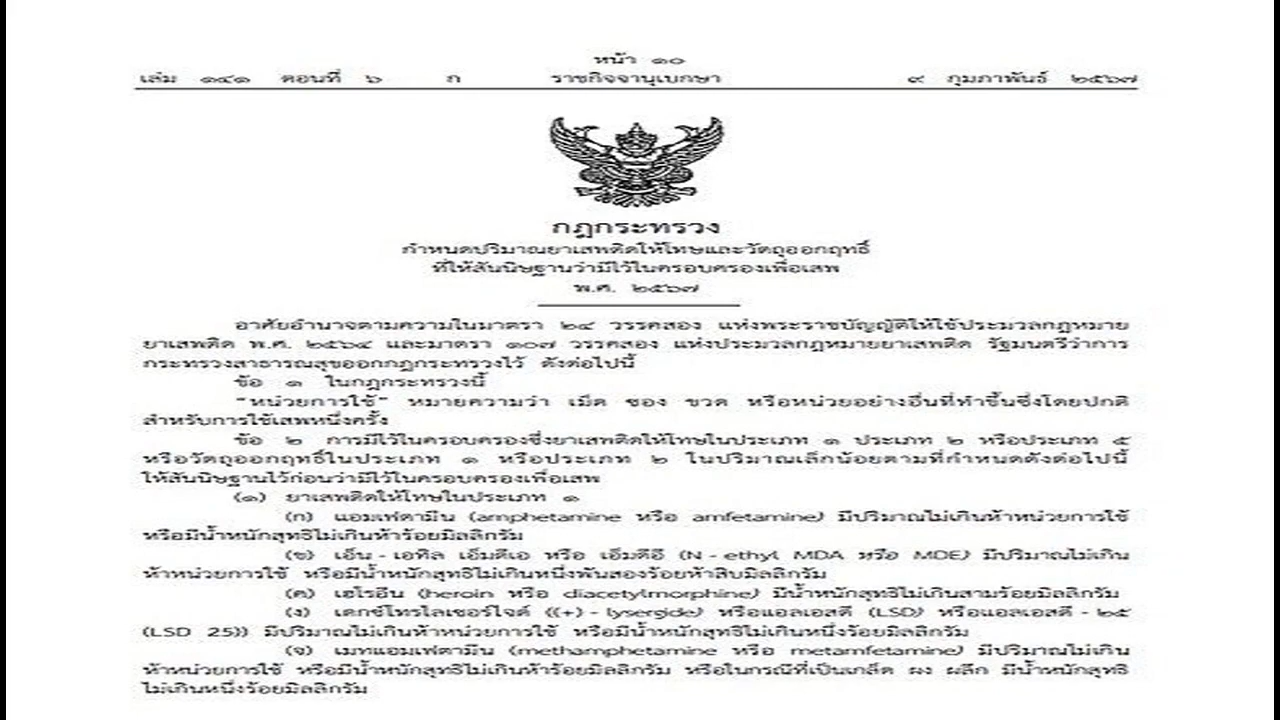 หน้า ๑๐
เล่ม ๑๔๑ ตอนที่ ๖ ก ราชกิจจานุเบกษา ๙ กุมภาพันธ์ ๒๕๖๗
กฎกระทรวง
กำหนดปริมาณยาเสพติดให้โทษและวัตถุออกฤทธิ์
ที่ให้สันนิษฐานว่ามีไว้ในครอบครองเพื่อเสพ
พ.ศ. ๒๕๖๗
อาศัยอำนาจตามความในมาตรา ๒๔ วรรคสอง แห่งพระราชบัญญัติให้ใช้ประมวลกฎหมาย
ยาเสพติด พ.ศ. ๒๕๖๔ และมาตรา ๑๐๗ วรรคสอง แห่งประมวลกฎหมายยาเสพติด รัฐมนตรีว่าการ
กระทรวงสาธารณสุขออกกฎกระทรวงไว้ ดังต่อไปนี้
ข้อ ๑ ในกฎกระทรวงนี้
“หน่วยการใช้” หมายความว่า เม็ด ซอง ขวด หรือหน่วยอย่างอื่นที่ทำขึ้นซึ่งโดยปกติ
สำหรับการใช้เสพหนึ่งครั้ง
ข้อ ๒ การมีไว้ในครอบครองซึ่งยาเสพติดให้โทษในประเภท ๑ ประเภท ๒ หรือประเภท ๕
หรือวัตถุออกฤทธิ์ในประเภท ๑ หรือประเภท ๒ ในปริมาณเล็กน้อยตามที่กำหนดดังต่อไปนี้
ให้สันนิษฐานไว้ก่อนว่ามีไว้ในครอบครองเพื่อเสพ
(๑) ยาเสพติดให้โทษในประเภท ๑
(ก) แอมเฟตามีน (amphetamine หรือ amfetamine) มีปริมาณไม่เกินห้าหน่วยการใช้
หรือมีน้ำหนักสุทธิไม่เกินห้าร้อยมิลลิกรัม
(ข) เอ็น - เอทิล เอ็มดีเอ หรือ เอ็มดีอี (N - ethyl MDA หรือ MDE) มีปริมาณไม่เกิน
ห้าหน่วยการใช้ หรือมีน้ำหนักสุทธิไม่เกินหนึ่งพันสองร้อยห้าสิบมิลลิกรัม
(ค) เฮโรอีน (heroin หรือ diacetylmorphine) มีน้ำหนักสุทธิไม่เกินสามร้อยมิลลิกรัม
(ง) เดกซ์โทรไลเซอร์ไจด์ ((+) - lysergide) หรือแอลเอสดี (LSD) หรือแอลเอสดี - ๒๕
(LSD 25)) มีปริมาณไม่เกินห้าหน่วยการใช้ หรือมีน้ำหนักสุทธิไม่เกินหนึ่งร้อยมิลลิกรัม
(จ) เมทแอมเฟตามีน (methamphetamine หรือ metamfetamine) มีปริมาณไม่เกิน
ห้าหน่วยการใช้ หรือมีน้ำหนักสุทธิไม่เกินห้าร้อยมิลลิกรัม หรือในกรณีที่เป็นเกล็ด ผง ผลึก มีน้ำหนักสุทธิ
ไม่เกินหนึ่งร้อยมิลลิกรัม